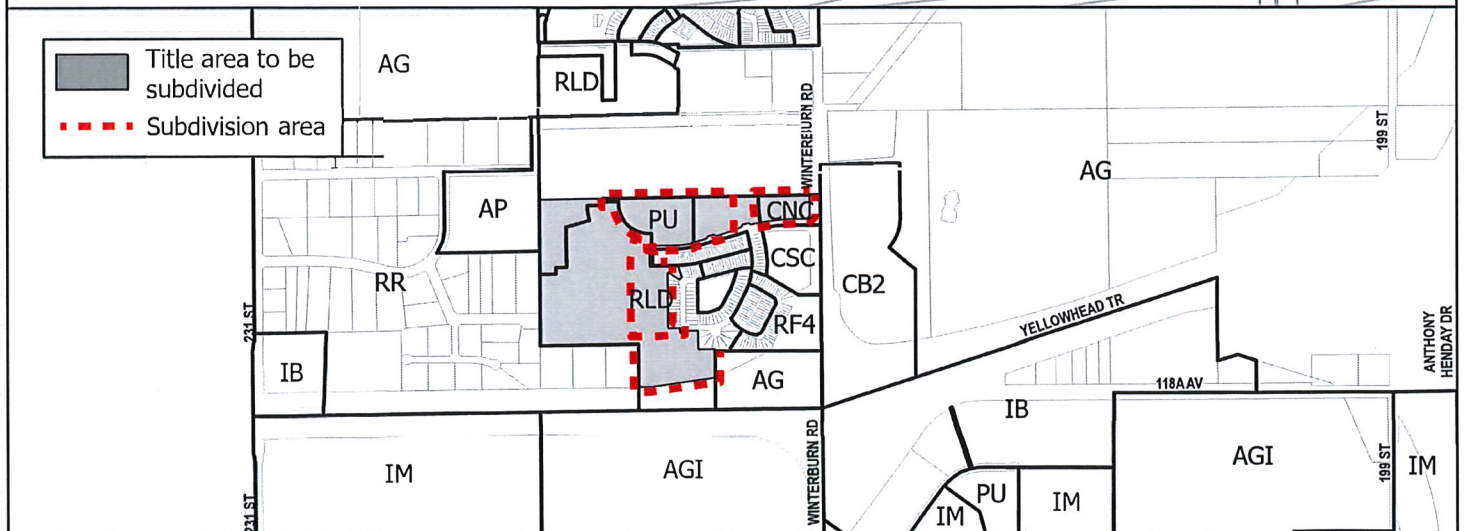 Title area to be
subdivided
Subdivision area
AG
RLD
WINTERBURN RD
199 ST
AG
AP
PU
CNC
CSC
RR
CB2
RLD
231 ST
RF4
YELLOWHEAD TR
ANTHONY
HENDAY DR
IB
AG
118A AV
IB
IM
AGI
WINTERBURN RD
AGI
199 ST
IM
PU
IM
IM
231 ST